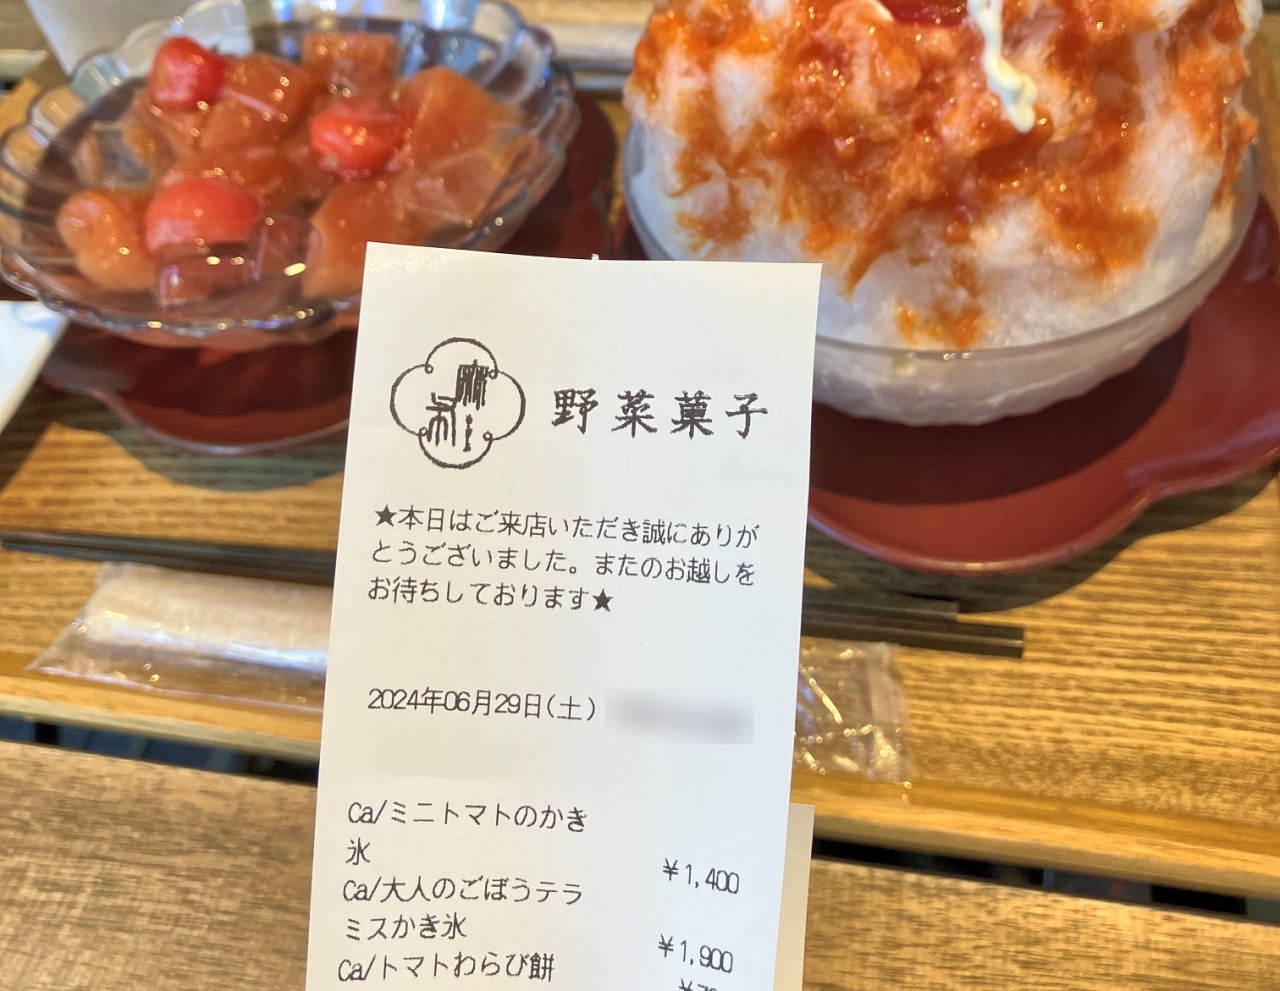 野菜菓子
★本日はご来店いただき誠にありが
とうございました。またのお越しを
お待ちしております★
2024年06月29日(土)
Ca/ミニトマトのかき
氷
¥1,400
Ca/大人のごぼうテラ
ミスかき氷
¥1,900
Ca/トマトわらび餅